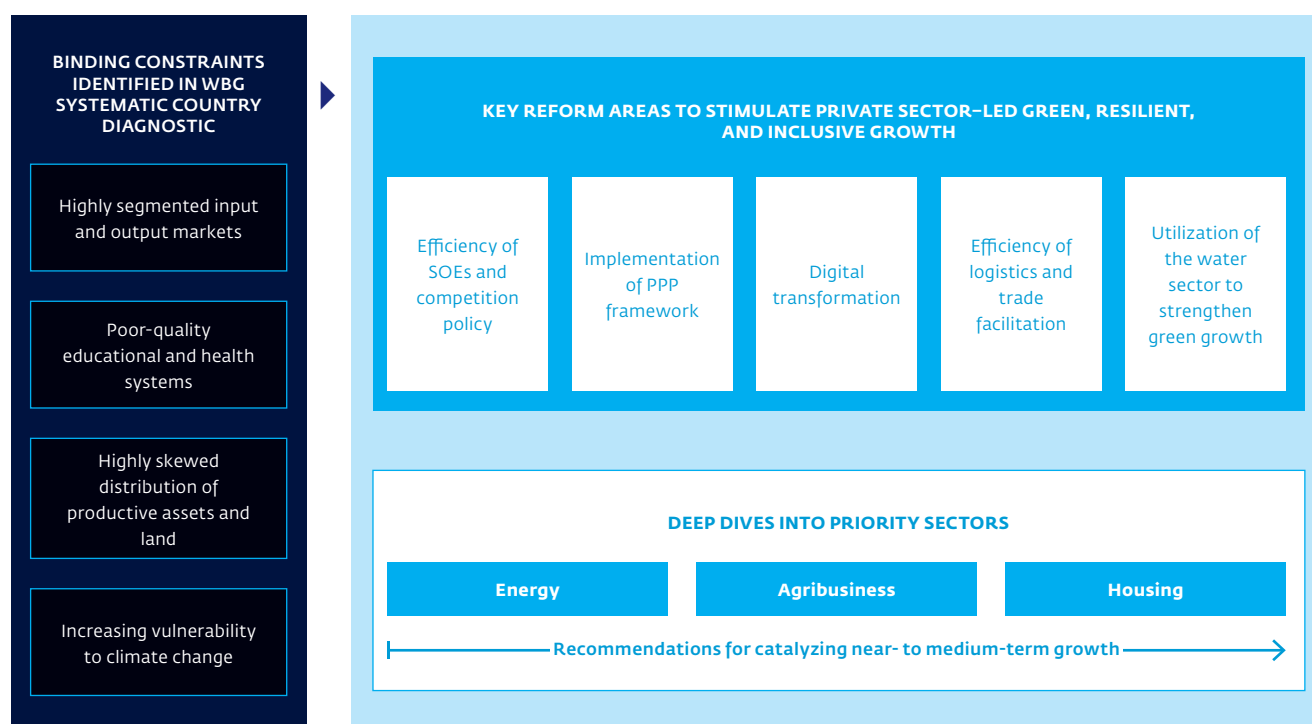 BINDING CONSTRAINTS
IDENTIFIED IN WBG
SYSTEMATIC COUNTRY
DIAGNOSTIC
Highly segmented input
and output markets
Poor-quality
educational and health
systems
Highly skewed
distribution of
productive assets and
land
Increasing vulnerability
to climate change
KEY REFORM AREAS TO STIMULATE PRIVATE SECTOR–LED GREEN, RESILIENT,
AND INCLUSIVE GROWTH
Efficiency of
SOEs and
competition
policy
Implementation
of PPP
framework
Digital
transformation
Efficiency of
logistics and
trade
facilitation
Utilization of
the water
sector to
strengthen
green growth
DEEP DIVES INTO PRIORITY SECTORS
Energy
Agribusiness
Housing
Recommendations for catalyzing near- to medium-term growth